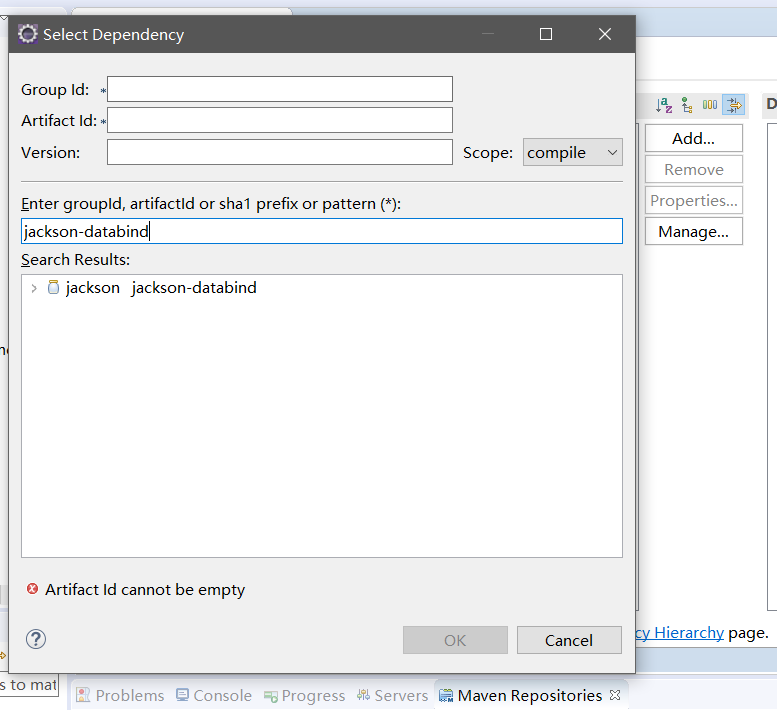 Select Dependency
Group Id: *
Artifact Id: *
Version:
Scope: compile
Enter groupId, artifactId or sha1 prefix or pattern (*):
jackson-databind
Search Results:
jackson jackson-databind
Artifact Id cannot be empty
OK
Cancel
Add...
Remove
Properties...
Manage...
D
cy Hierarchy page.
s to mat
Problems
Console
Progress
Servers
Maven Repositories